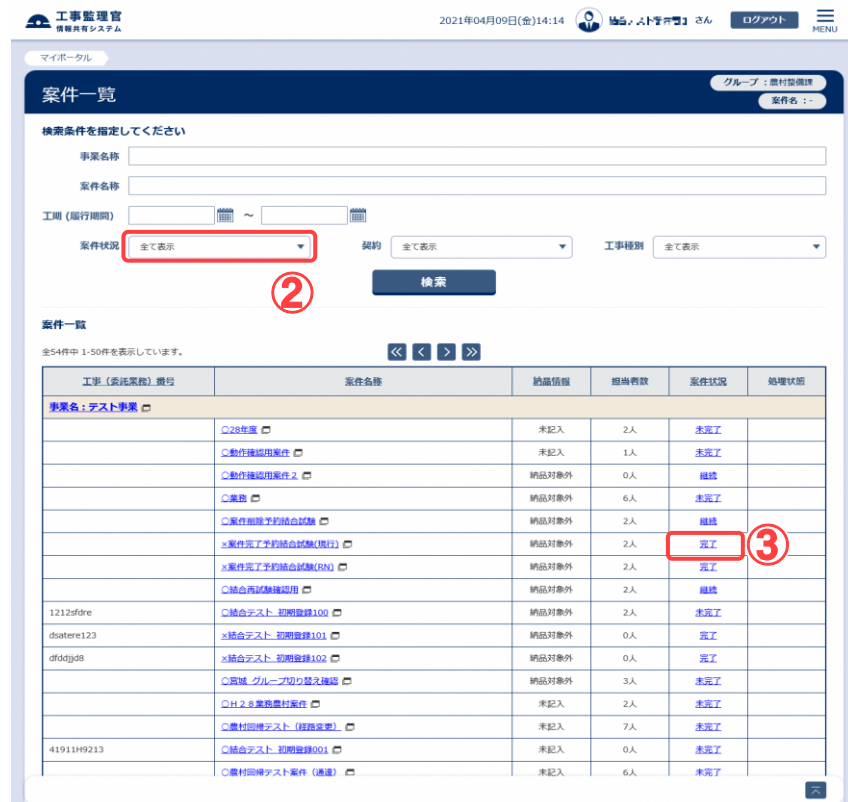 工事監理官
情報共有システム
2021年04月09日(金)14:14 さん ログアウト
MENU
マイポータル
案件一覧
グループ : 農村整備課
案件名 : -
検索条件を指定してください
事業名称
案件名称
工期 (履行期間) ～
案件状況 全て表示 契約 全て表示 工事種別 全て表示
②
検索
案件一覧
全54件中 1-50件を表示しています。
工事（委託業務）番号 案件名称 納品情報 担当者数 案件状況 処理状態
事業名：テスト事業
○28年度 未記入 2人 未完了
○動作確認用案件 未記入 1人 未完了
○動作確認用案件２ 納品対象外 0人 継続
○業務 納品対象外 6人 未完了
○案件削除予約結合試験 納品対象外 2人 継続
×案件完了予約結合試験(現行) 納品対象外 2人 完了 ③
×案件完了予約結合試験(RN) 納品対象外 2人 完了
○結合再試験確認用 納品対象外 2人 継続
1212sfdre ○結合テスト_初期登録100 納品対象外 2人 未完了
dsatere123 ×結合テスト_初期登録101 納品対象外 0人 完了
dfddjjd8 ×結合テスト_初期登録102 納品対象外 0人 完了
○宮城_グループ切り替え確認 納品対象外 3人 未完了
○Ｈ２８業務農村案件 未記入 2人 未完了
○農村回帰テスト（経路変更） 未記入 7人 未完了
41911H9213 ○結合テスト_初期登録001 未記入 0人 未完了
○農村回帰テスト案件（通達） 未記入 6人 未完了